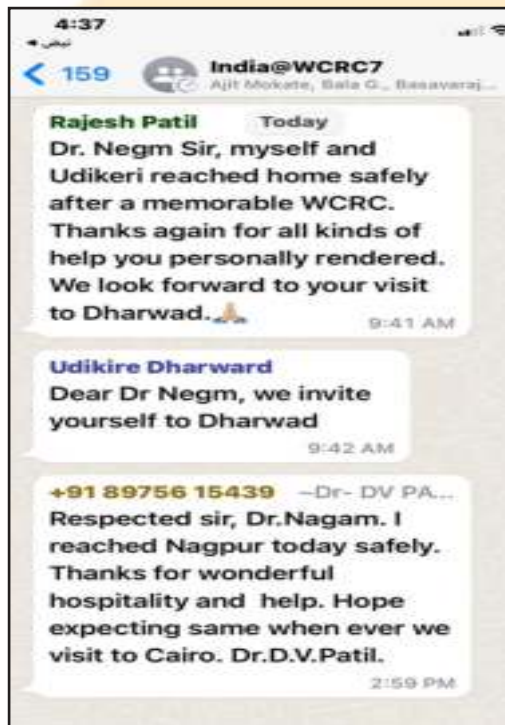 4:37
نبض
159
India@WCRC7
Ajit Mokate, Bala G., Basavaraj...
Rajesh Patil
Today
Dr. Negm Sir, myself and
Udikeri reached home safely
after a memorable WCRC.
Thanks again for all kinds of
help you personally rendered.
We look forward to your visit
to Dharwad.🙏🏼
9:41 AM
Udikire Dharward
Dear Dr Negm, we invite
yourself to Dharwad
9:42 AM
+91 89756 15439 ~Dr- DV PA...
Respected sir, Dr.Nagam. I
reached Nagpur today safely.
Thanks for wonderful
hospitality and help. Hope
expecting same when ever we
visit to Cairo. Dr.D.V.Patil.
2:59 PM